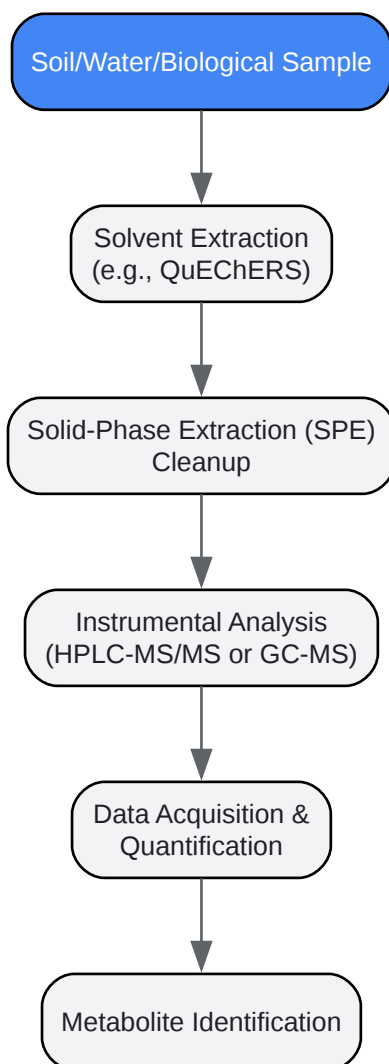 Soil/Water/Biological Sample
Solvent Extraction
(e.g., QuEChERS)
Solid-Phase Extraction (SPE)
Cleanup
Instrumental Analysis
(HPLC-MS/MS or GC-MS)
Data Acquisition &
Quantification
Metabolite Identification